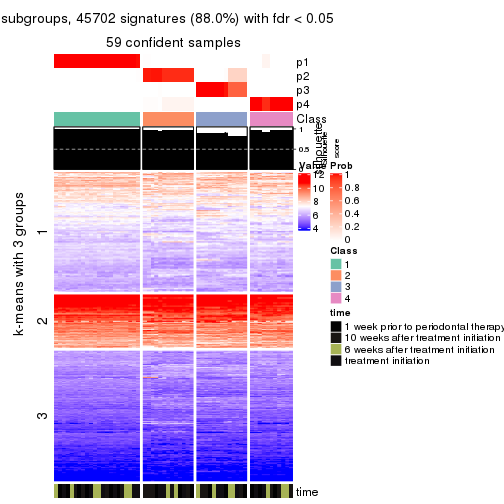 subgroups, 45702 signatures (88.0%) with fdr < 0.05
59 confident samples
p1
p2
p3
p4
Class
1
0.5
0
silhouette
score
k-means with 3 groups
1
2
3
time
Value
12
10
8
6
4
Prob
1
0.8
0.6
0.4
0.2
0
Class
1
2
3
4
time
1 week prior to periodontal therapy
10 weeks after treatment initiation
6 weeks after treatment initiation
treatment initiation